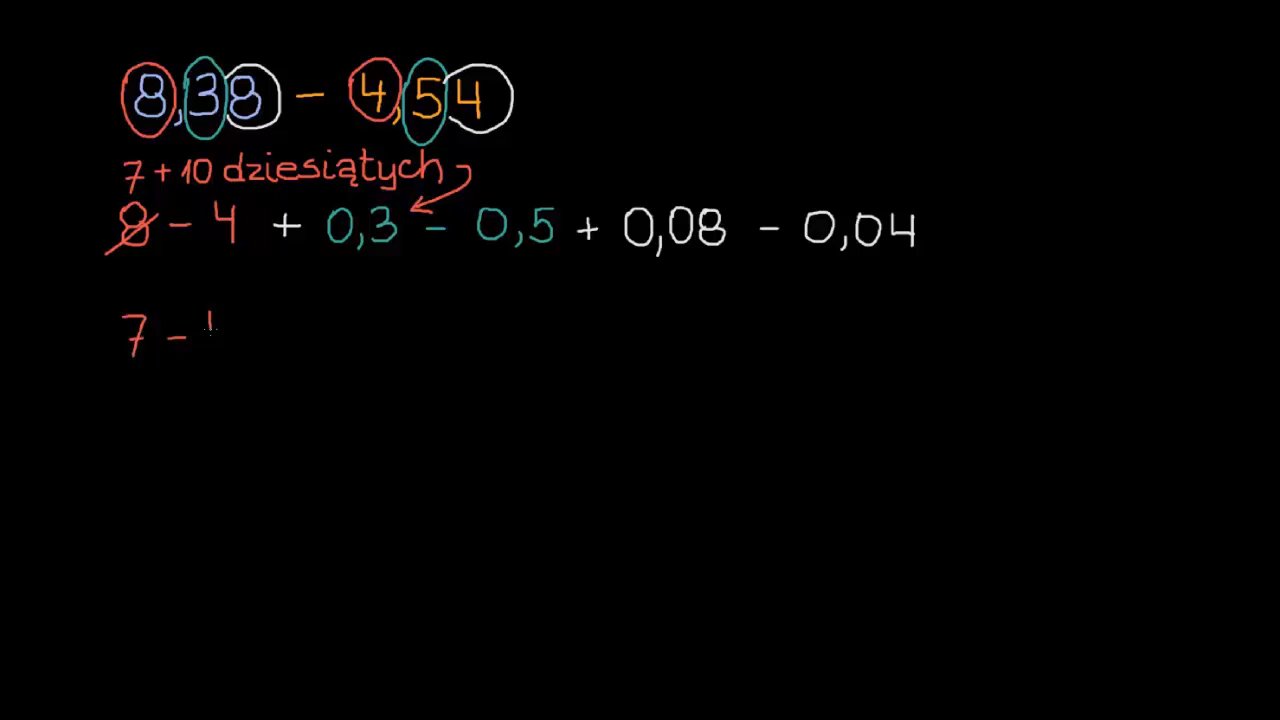 8,38 - 4,54
7 + 10 dziesiątych
8 - 4 + 0,3 - 0,5 + 0,08 - 0,04
7 -